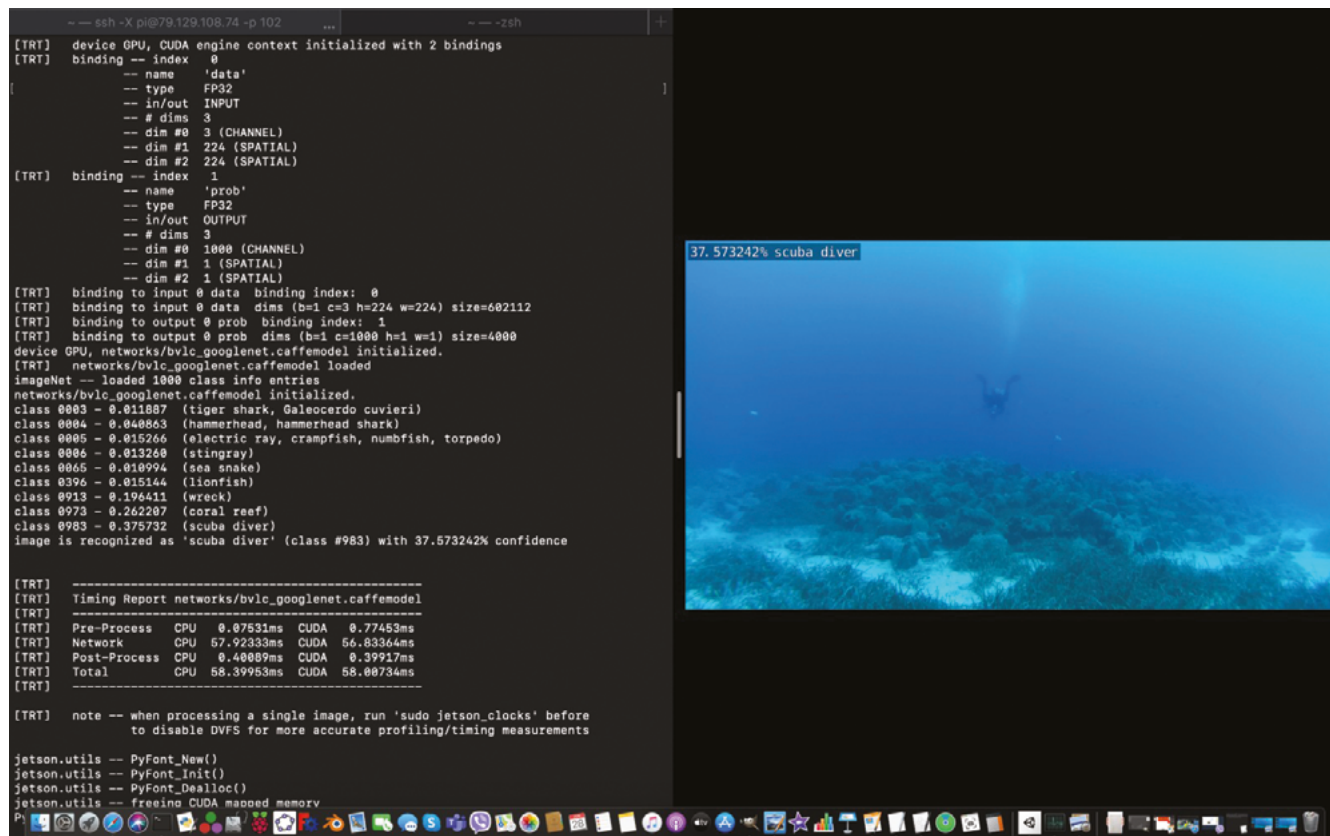 ~ — ssh -X pi@79.129.108.74 -p 102 ...
~ — -zsh
[TRT] device GPU, CUDA engine context initialized with 2 bindings
[TRT] binding -- index 0
-- name 'data'
-- type FP32
-- in/out INPUT
-- # dims 3
-- dim #0 3 (CHANNEL)
-- dim #1 224 (SPATIAL)
-- dim #2 224 (SPATIAL)
[TRT] binding -- index 1
-- name 'prob'
-- type FP32
-- in/out OUTPUT
-- # dims 3
-- dim #0 1000 (CHANNEL)
-- dim #1 1 (SPATIAL)
-- dim #2 1 (SPATIAL)
[TRT] binding to input 0 data binding index: 0
[TRT] binding to input 0 data dims (b=1 c=3 h=224 w=224) size=602112
[TRT] binding to output 0 prob binding index: 1
[TRT] binding to output 0 prob dims (b=1 c=1000 h=1 w=1) size=4000
device GPU, networks/bvlc_googlenet.caffemodel initialized.
[TRT] networks/bvlc_googlenet.caffemodel loaded
imageNet -- loaded 1000 class info entries
networks/bvlc_googlenet.caffemodel initialized.
class 0003 - 0.011887 (tiger shark, Galeocerdo cuvieri)
class 0004 - 0.040863 (hammerhead, hammerhead shark)
class 0005 - 0.015266 (electric ray, crampfish, numbfish, torpedo)
class 0006 - 0.013260 (stingray)
class 0065 - 0.010994 (sea snake)
class 0396 - 0.015144 (lionfish)
class 0913 - 0.196411 (wreck)
class 0973 - 0.262207 (coral reef)
class 0983 - 0.375732 (scuba diver)
image is recognized as 'scuba diver' (class #983) with 37.573242% confidence
[TRT] ------------------------------------------------
[TRT] Timing Report networks/bvlc_googlenet.caffemodel
[TRT] ------------------------------------------------
[TRT] Pre-Process CPU 0.07531ms CUDA 0.77453ms
[TRT] Network CPU 57.92333ms CUDA 56.83364ms
[TRT] Post-Process CPU 0.40089ms CUDA 0.39917ms
[TRT] Total CPU 58.39953ms CUDA 58.00734ms
[TRT] ------------------------------------------------
[TRT] note -- when processing a single image, run 'sudo jetson_clocks' before
to disable DVFS for more accurate profiling/timing measurements
jetson.utils -- PyFont_New()
jetson.utils -- PyFont_Init()
jetson.utils -- PyFont_Dealloc()
jetson.utils -- freeing CUDA mapped memory
37.573242% scuba diver